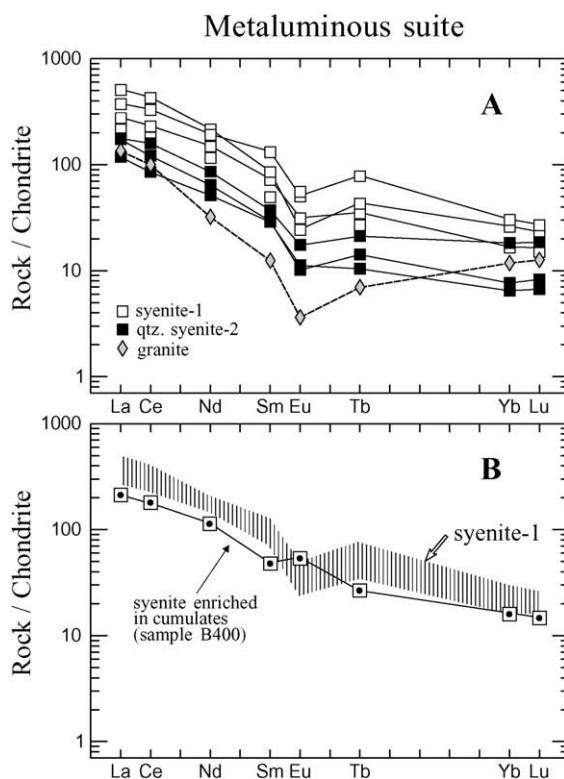 Metaluminous suite
1000
A
100
Rock / Chondrite
10
syenite-1
qtz. syenite-2
granite
1
La Ce Nd Sm Eu Tb Yb Lu
1000
B
100
syenite-1
Rock / Chondrite
syenite enriched
in cumulates
(sample B400)
10
1
La Ce Nd Sm Eu Tb Yb Lu